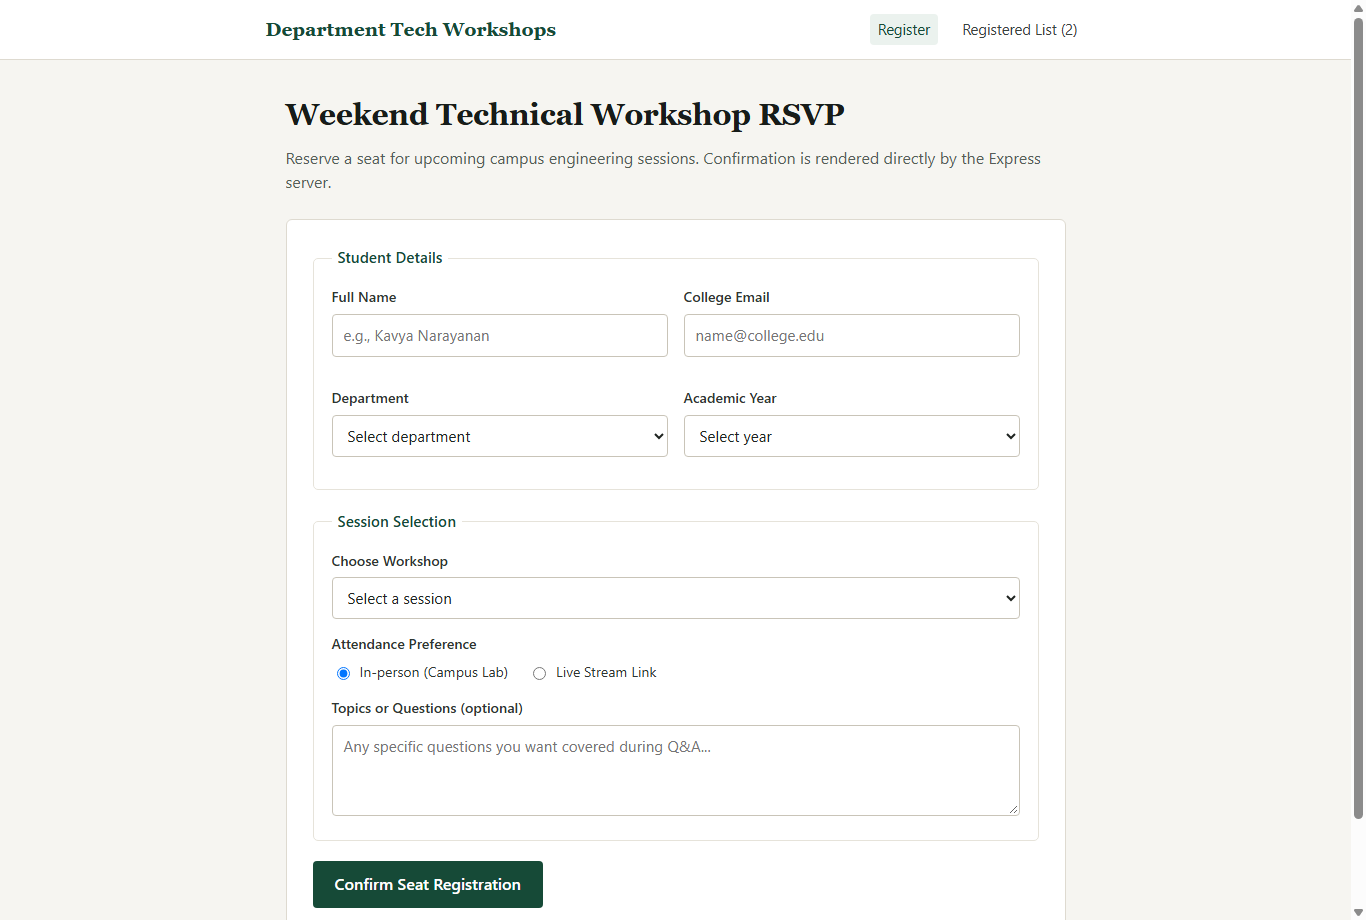 Department Tech Workshops
Register
Registered List (2)
Weekend Technical Workshop RSVP
Reserve a seat for upcoming campus engineering sessions. Confirmation is rendered directly by the Express
server.
Student Details
Full Name
College Email
e.g., Kavya Narayanan
name@college.edu
Department
Academic Year
Select department
Select year
Session Selection
Choose Workshop
Select a session
Attendance Preference
In-person (Campus Lab)
Live Stream Link
Topics or Questions (optional)
Any specific questions you want covered during Q&A...
Confirm Seat Registration